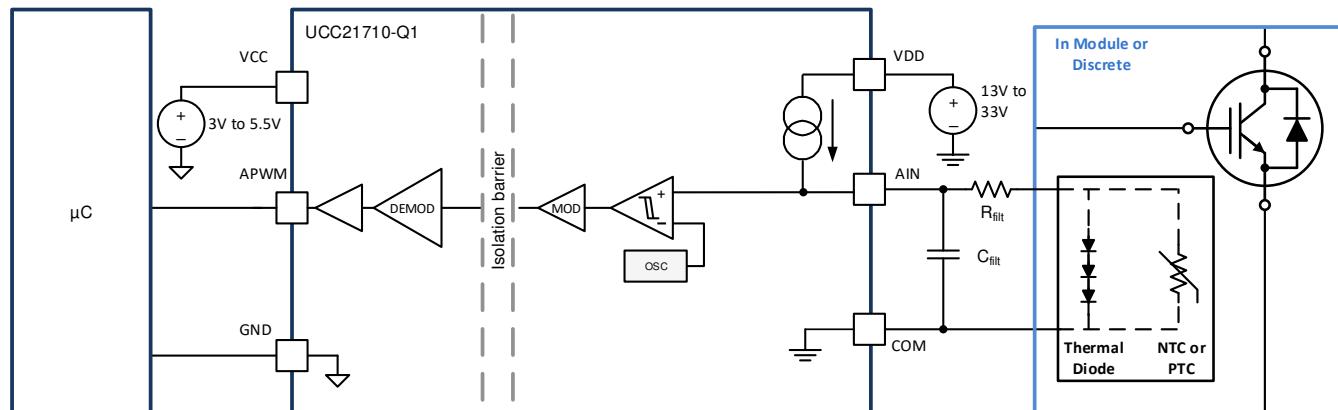 UCC21710-Q1
In Module or
Discrete
VCC
VDD
3V to 5.5V
13V to
33V
APWM
AIN
µC
DEMOD
Isolation barrier
MOD
+
−
OSC
Rfilt
Cfilt
GND
COM
Thermal
Diode
NTC or
PTC